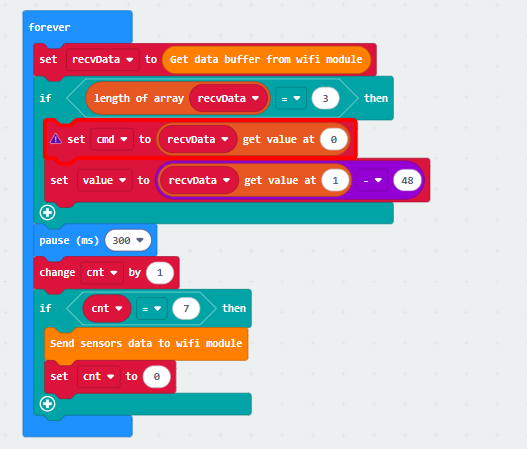 forever
set recvData to Get data buffer from wifi module
if length of array recvData = 3 then
set cmd to recvData get value at 0
set value to recvData get value at 1 - 48
pause (ms) 300
change cnt by 1
if cnt = 7 then
Send sensors data to wifi module
set cnt to 0